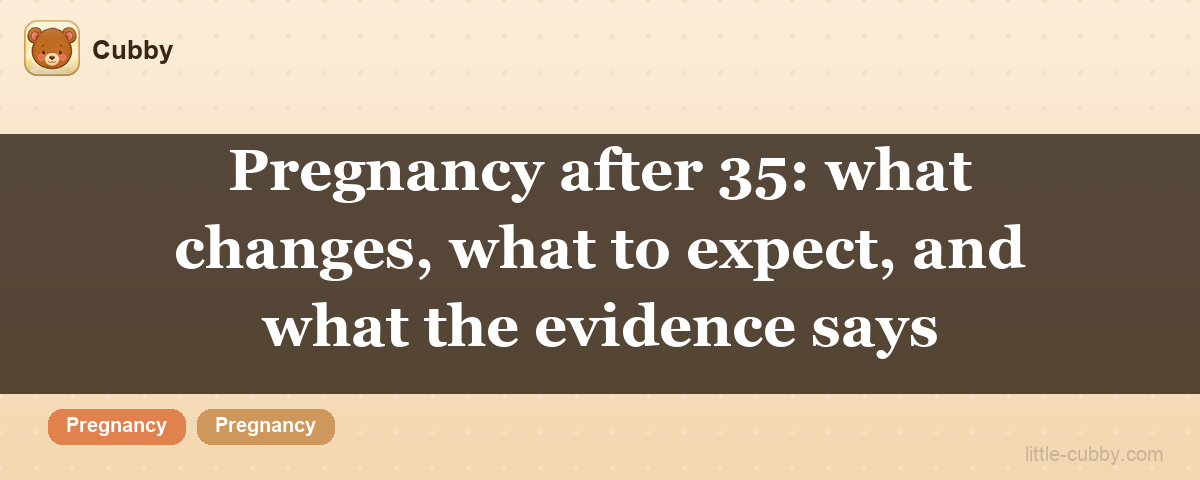 Cubby
Pregnancy after 35: what
changes, what to expect, and
what the evidence says
Pregnancy Pregnancy
little-cubby.com